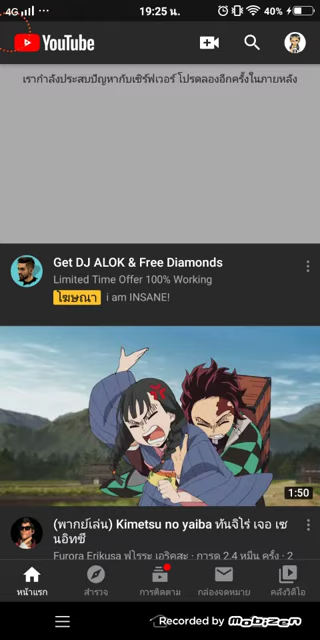 4G
19:25 น.
40%
YouTube
เรากำลังประสบปัญหากับเซิร์ฟเวอร์ โปรดลองอีกครั้งในภายหลัง
Get DJ ALOK & Free Diamonds
Limited Time Offer 100% Working
โฆษณา i am INSANE!
1:50
(พากย์เล่น) Kimetsu no yaiba ทันจิโร่ เจอ เซ
นอิทซึ
Furora Erikusa ฟูโรระ เอริคสะ · การดู 2.4 หมื่น ครั้ง · 2
หน้าแรก
สำรวจ
การติดตาม
กล่องจดหมาย
คลังวิดีโอ
Recorded by Mobizen